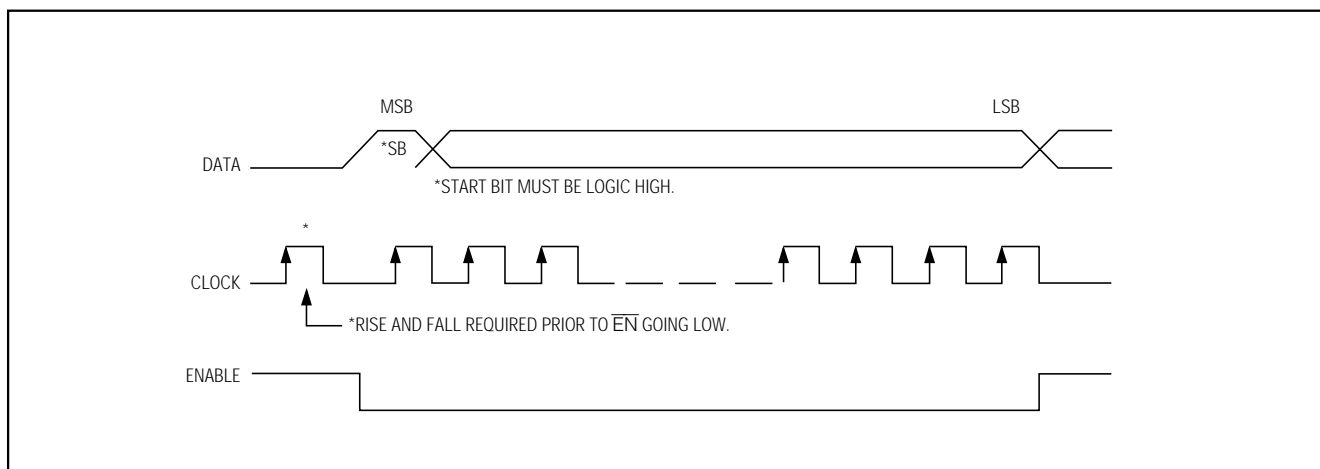 MSB
LSB
*SB
DATA
*START BIT MUST BE LOGIC HIGH.
*
CLOCK
*RISE AND FALL REQUIRED PRIOR TO E̅N̅ GOING LOW.
ENABLE